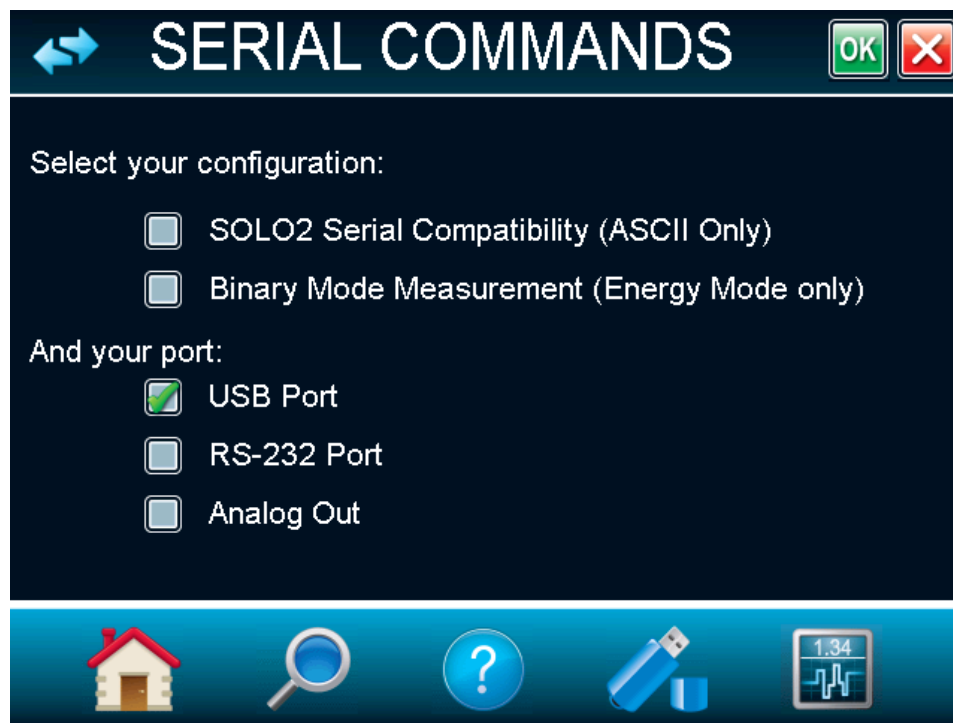 SERIAL COMMANDS
OK
Select your configuration:
SOLO2 Serial Compatibility (ASCII Only)
Binary Mode Measurement (Energy Mode only)
And your port:
USB Port
RS-232 Port
Analog Out
?
1.34